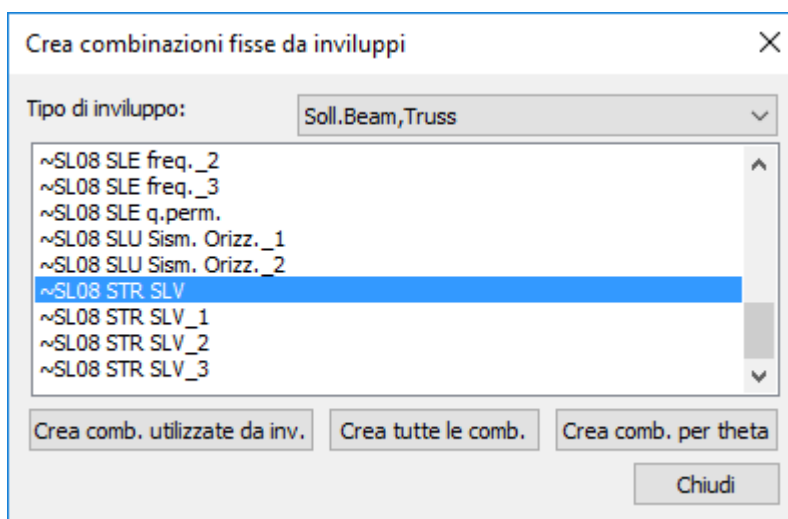 Crea combinazioni fisse da inviluppi
Tipo di inviluppo: Soll.Beam,Truss
~SL08 SLE freq._2
~SL08 SLE freq._3
~SL08 SLE q.perm.
~SL08 SLU Sism. Orizz._1
~SL08 SLU Sism. Orizz._2
~SL08 STR SLV
~SL08 STR SLV_1
~SL08 STR SLV_2
~SL08 STR SLV_3
Crea comb. utilizzate da inv. Crea tutte le comb. Crea comb. per theta
Chiudi